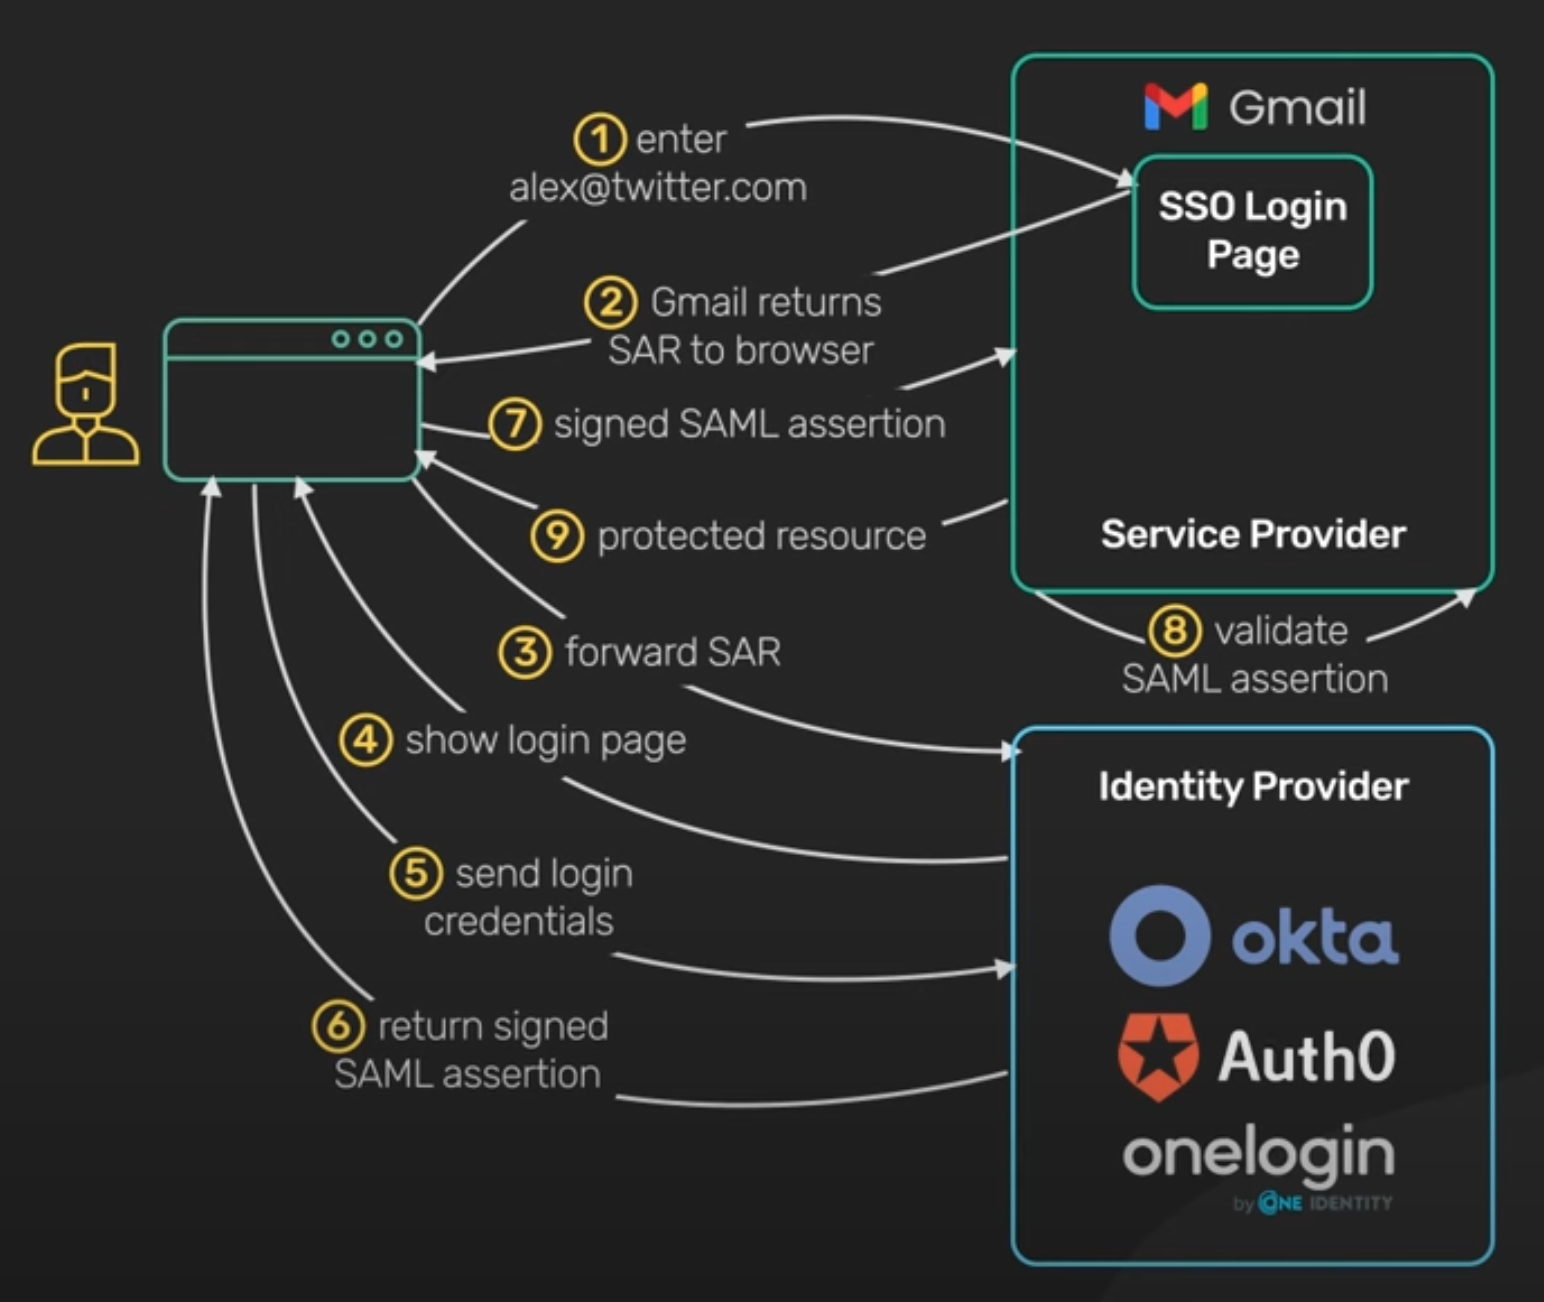 Gmail
1 enter
alex@twitter.com
SSO Login
Page
2 Gmail returns
SAR to browser
7 signed SAML assertion
9 protected resource
Service Provider
8 validate
SAML assertion
3 forward SAR
4 show login page
Identity Provider
5 send login
credentials
okta
6 return signed
SAML assertion
Auth0
onelogin
by ONE IDENTITY